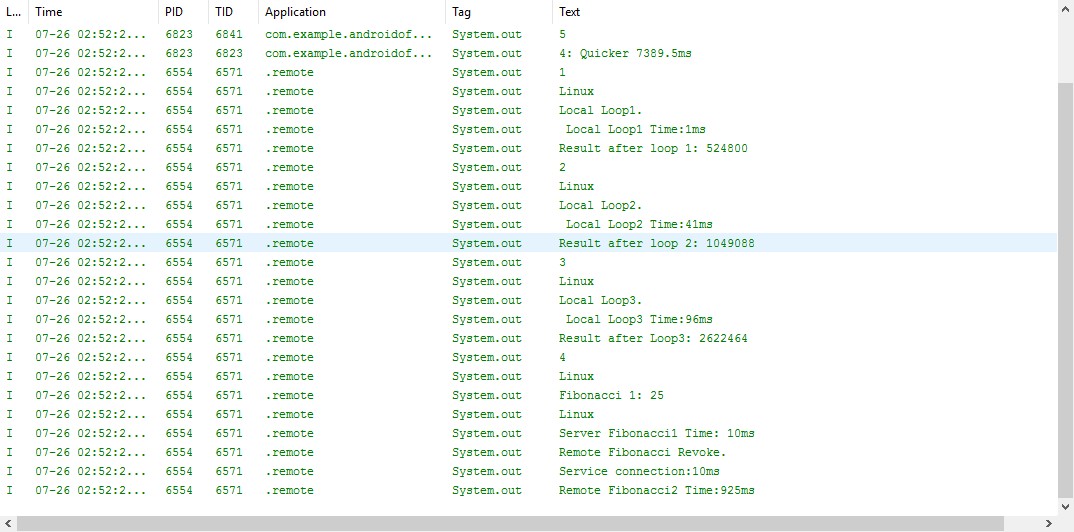 L... Time PID TID Application Tag Text
I 07-26 02:52:2... 6823 6841 com.example.androidof... System.out 5
I 07-26 02:52:2... 6823 6823 com.example.androidof... System.out 4: Quicker 7389.5ms
I 07-26 02:52:2... 6554 6571 .remote System.out 1
I 07-26 02:52:2... 6554 6571 .remote System.out Linux
I 07-26 02:52:2... 6554 6571 .remote System.out Local Loop1.
I 07-26 02:52:2... 6554 6571 .remote System.out Local Loop1 Time:1ms
I 07-26 02:52:2... 6554 6571 .remote System.out Result after loop 1: 524800
I 07-26 02:52:2... 6554 6571 .remote System.out 2
I 07-26 02:52:2... 6554 6571 .remote System.out Linux
I 07-26 02:52:2... 6554 6571 .remote System.out Local Loop2.
I 07-26 02:52:2... 6554 6571 .remote System.out Local Loop2 Time:41ms
I 07-26 02:52:2... 6554 6571 .remote System.out Result after loop 2: 1049088
I 07-26 02:52:2... 6554 6571 .remote System.out 3
I 07-26 02:52:2... 6554 6571 .remote System.out Linux
I 07-26 02:52:2... 6554 6571 .remote System.out Local Loop3.
I 07-26 02:52:2... 6554 6571 .remote System.out Local Loop3 Time:96ms
I 07-26 02:52:2... 6554 6571 .remote System.out Result after Loop3: 2622464
I 07-26 02:52:2... 6554 6571 .remote System.out 4
I 07-26 02:52:2... 6554 6571 .remote System.out Linux
I 07-26 02:52:2... 6554 6571 .remote System.out Fibonacci 1: 25
I 07-26 02:52:2... 6554 6571 .remote System.out Linux
I 07-26 02:52:2... 6554 6571 .remote System.out Server Fibonacci1 Time: 10ms
I 07-26 02:52:2... 6554 6571 .remote System.out Remote Fibonacci Revoke.
I 07-26 02:52:2... 6554 6571 .remote System.out Service connection:10ms
I 07-26 02:52:2... 6554 6571 .remote System.out Remote Fibonacci2 Time:925ms